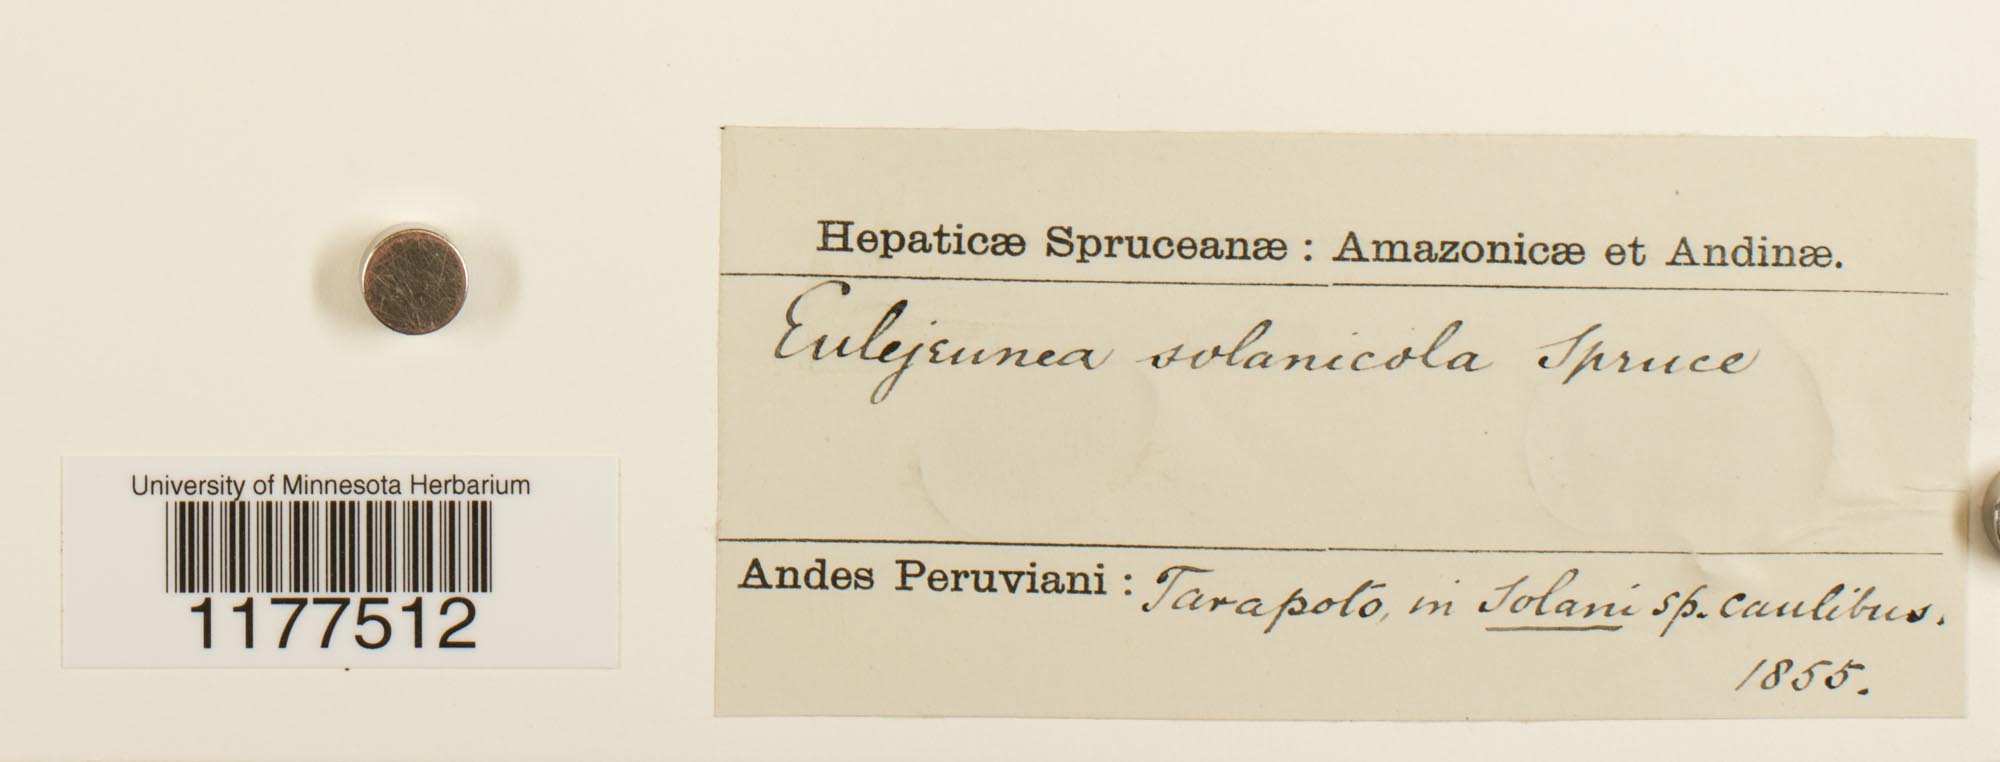 Hepaticæ Spruceanæ : Amazonicæ et Andinæ.
Eulejeunea solanicola Spruce
Andes Peruviani : Tarapoto, in Solani sp. caulibus.
1855.
University of Minnesota Herbarium
1177512